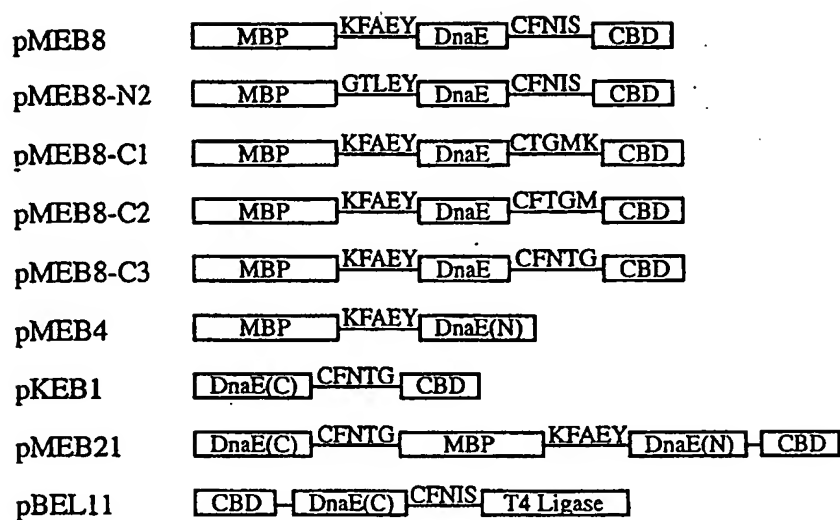 pMEB8 MBP KFAEY DnaE CFNIS CBD
pMEB8-N2 MBP GTLEY DnaE CFNIS CBD
pMEB8-C1 MBP KFAEY DnaE CTGMK CBD
pMEB8-C2 MBP KFAEY DnaE CFTGM CBD
pMEB8-C3 MBP KFAEY DnaE CFNTG CBD
pMEB4 MBP KFAEY DnaE(N)
pKEB1 DnaE(C) CFNTG CBD
pMEB21 DnaE(C) CFNTG MBP KFAEY DnaE(N) CBD
pBEL11 CBD DnaE(C) CFNIS T4 Ligase